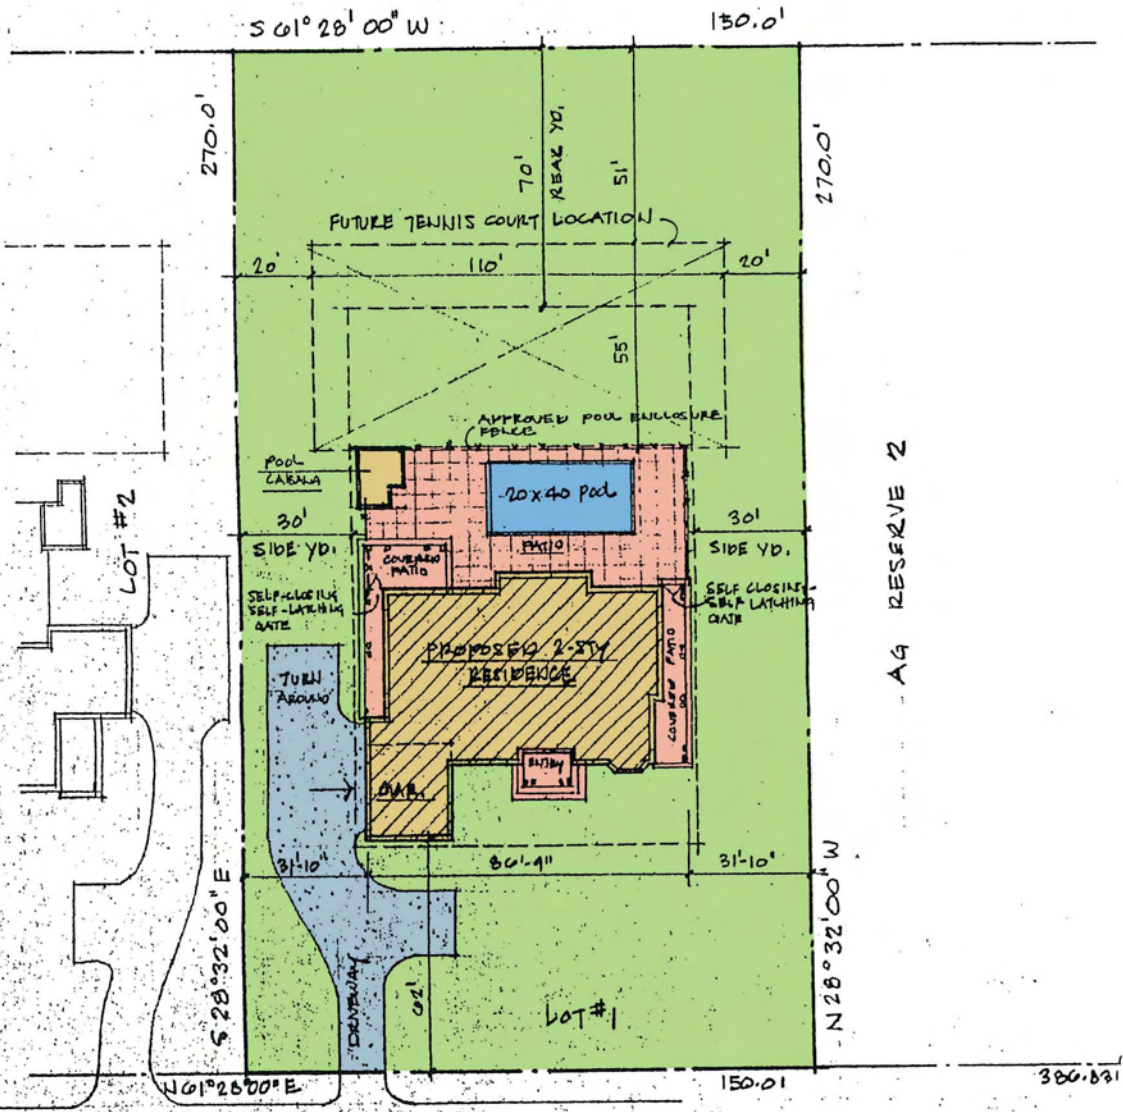 S 61° 28' 00" W
150.0'
270.0'
270.0'
70'
REAR YD.
51'
FUTURE TENNIS COURT LOCATION
20'
110'
20'
55'
APPROVED POOL ENCLOSURE
FENCE
POOL
CABANA
20 x 40 POOL
LOT #2
30'
SIDE YD.
30'
SIDE YD.
PATIO
COVERED
PATIO
SELF-CLOSING
SELF-LATCHING
GATE
SELF CLOSING
SELF LATCHING
GATE
AG RESERVE 2
PROPOSED 2-STY
RESIDENCE
TURN
AROUND
COVERED PATIO
ENTRY
GAR.
31'-10"
86'-4"
31'-10"
S 28° 32' 00" E
N 28° 32' 00" W
DRIVEWAY
62'
LOT #1
N 61° 28' 00" E
150.01
386.831